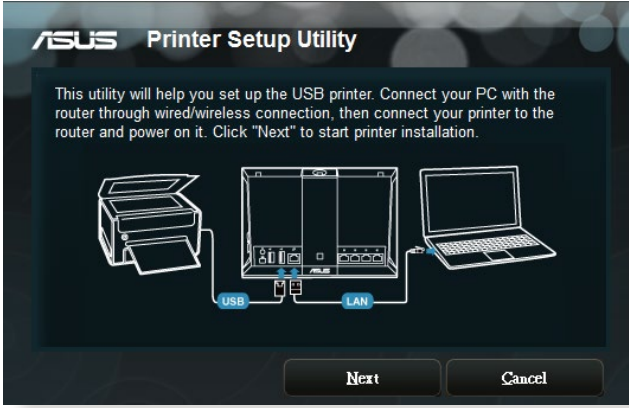 ASUS Printer Setup Utility
This utility will help you set up the USB printer. Connect your PC with the
router through wired/wireless connection, then connect your printer to the
router and power on it. Click "Next" to start printer installation.
ASUS
USB
LAN
Next
Cancel